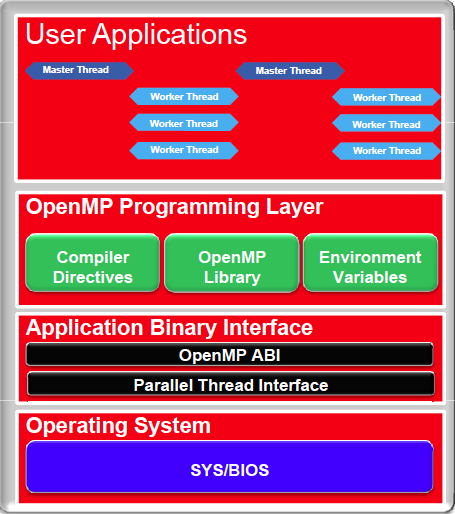 User Applications
Master Thread
Master Thread
Worker Thread
Worker Thread
Worker Thread
Worker Thread
Worker Thread
Worker Thread
OpenMP Programming Layer
Compiler
Directives
OpenMP
Library
Environment
Variables
Application Binary Interface
OpenMP ABI
Parallel Thread Interface
Operating System
SYS/BIOS